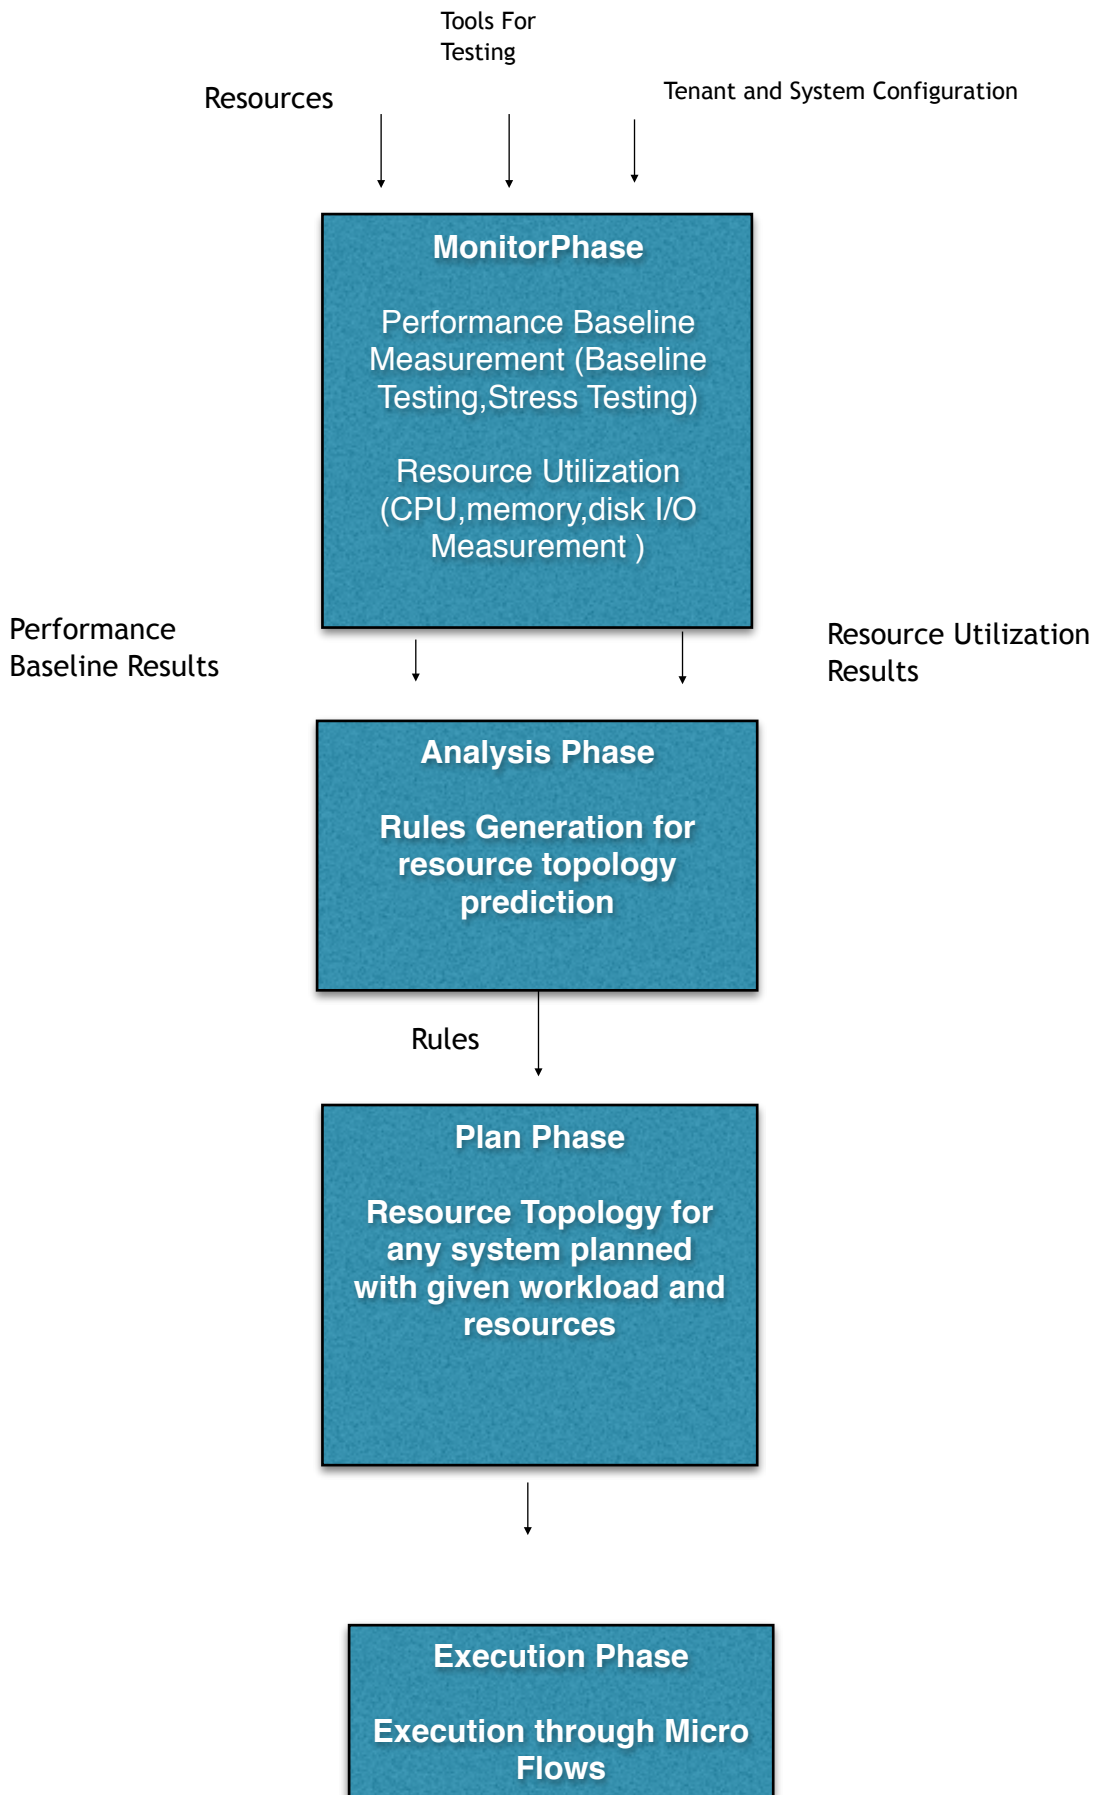 Tools For
Testing
Resources
Tenant and System Configuration
MonitorPhase
Performance Baseline
Measurement (Baseline
Testing,Stress Testing)
Resource Utilization
(CPU,memory,disk I/O
Measurement )
Performance
Baseline Results
Resource Utilization
Results
Analysis Phase
Rules Generation for
resource topology
prediction
Rules
Plan Phase
Resource Topology for
any system planned
with given workload and
resources
Execution Phase
Execution through Micro
Flows